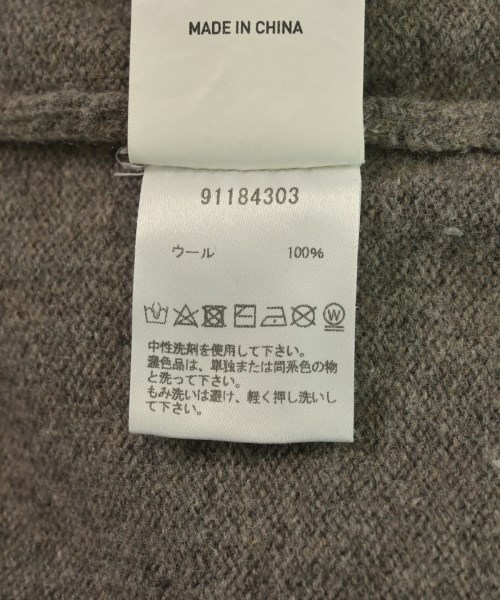 MADE IN CHINA
91184303
ウール 100%
W
中性洗剤を使用して下さい。
濃色品は、単独または同系色の物
と洗って下さい。
もみ洗いは避け、軽く押し洗いし
て下さい。